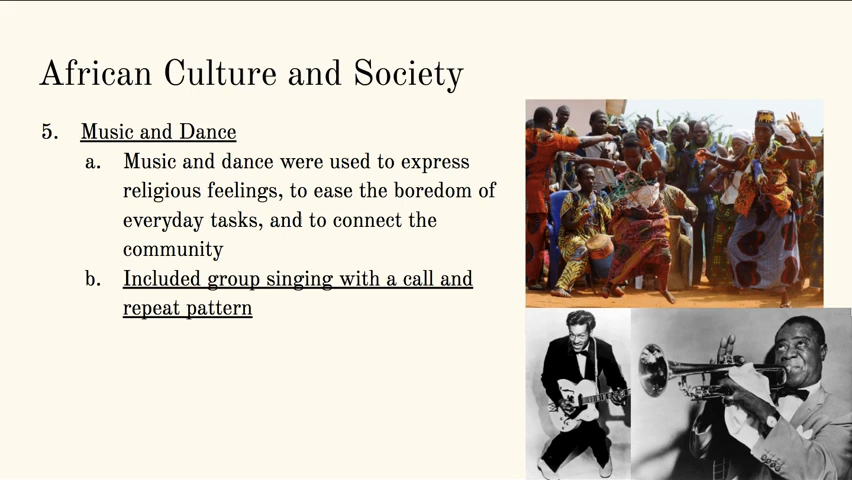 African Culture and Society
5. Music and Dance
a. Music and dance were used to express
religious feelings, to ease the boredom of
everyday tasks, and to connect the
community
b. Included group singing with a call and
repeat pattern